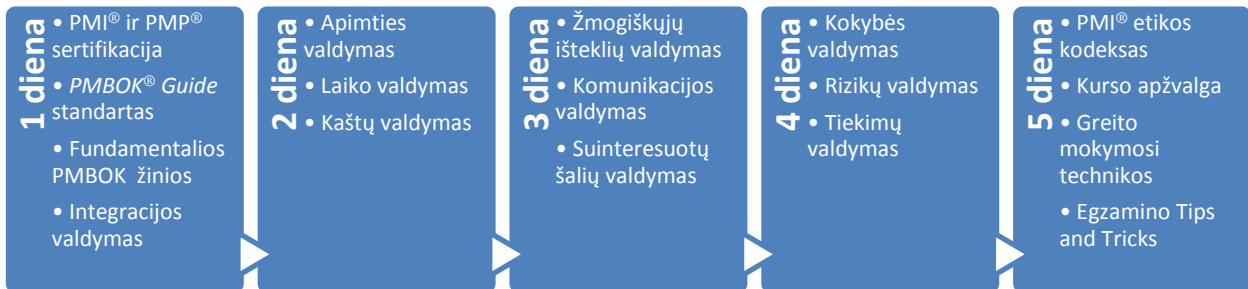 1 diena
• PMI® ir PMP®
sertifikacija
• PMBOK® Guide
standartas
• Fundamentalios
PMBOK žinios
• Integracijos
valdymas
2 diena
• Apimties
valdymas
• Laiko valdymas
• Kaštų valdymas
3 diena
• Žmogiškųjų
išteklių valdymas
• Komunikacijos
valdymas
• Suinteresuotų
šalių valdymas
4 diena
• Kokybės
valdymas
• Rizikų valdymas
• Tiekimų
valdymas
5 diena
• PMI® etikos
kodeksas
• Kurso apžvalga
• Greito
mokymosi
technikos
• Egzamino Tips
and Tricks